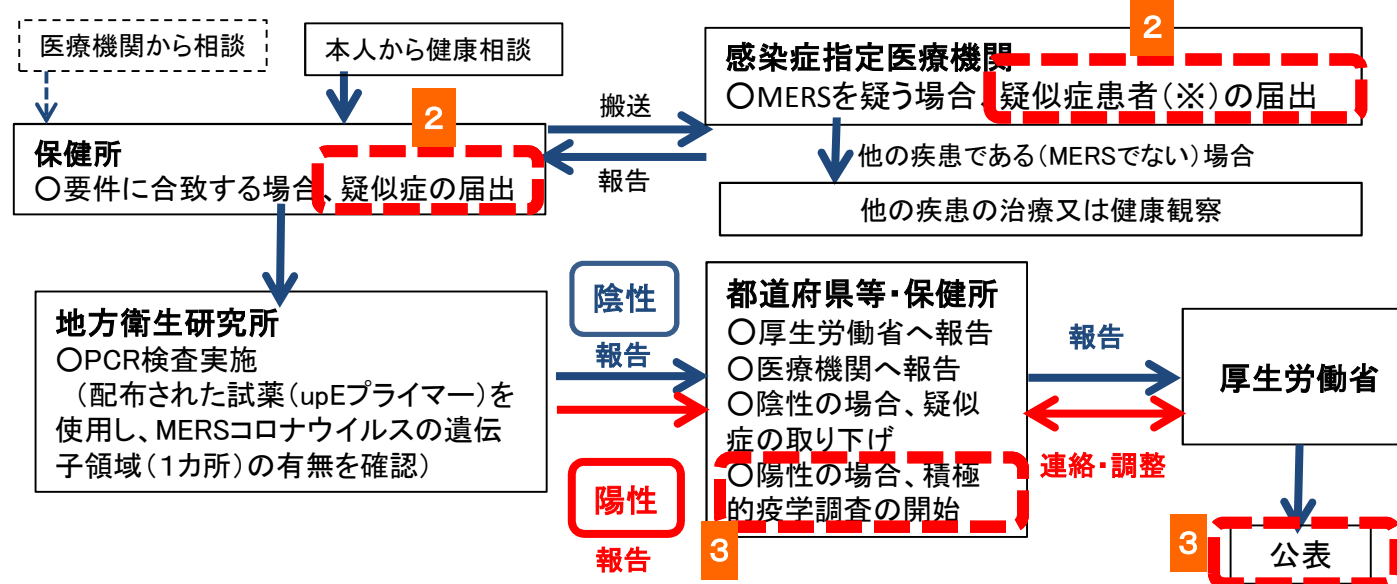 医療機関から相談
本人から健康相談
2
保健所
○要件に合致する場合、疑似症の届出
搬送
報告
2
感染症指定医療機関
○MERSを疑う場合、疑似症患者(※)の届出
他の疾患である(MERSでない)場合
他の疾患の治療又は健康観察
地方衛生研究所
○PCR検査実施
(配布された試薬(upEプライマー)を
使用し、MERSコロナウイルスの遺伝
子領域(1カ所)の有無を確認)
陰性
報告
陽性
報告
都道府県等・保健所
○厚生労働省へ報告
○医療機関へ報告
○陰性の場合、疑似
症の取り下げ
○陽性の場合、積極
的疫学調査の開始
3
報告
連絡・調整
厚生労働省
3
公表